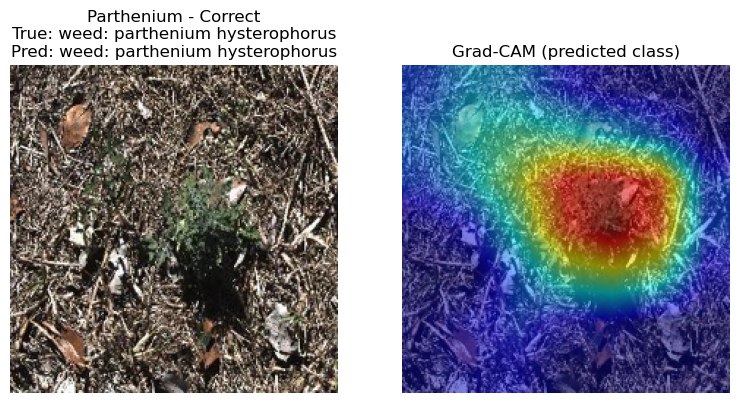 Parthenium - Correct
True: weed: parthenium hysterophorus
Pred: weed: parthenium hysterophorus
Grad-CAM (predicted class)